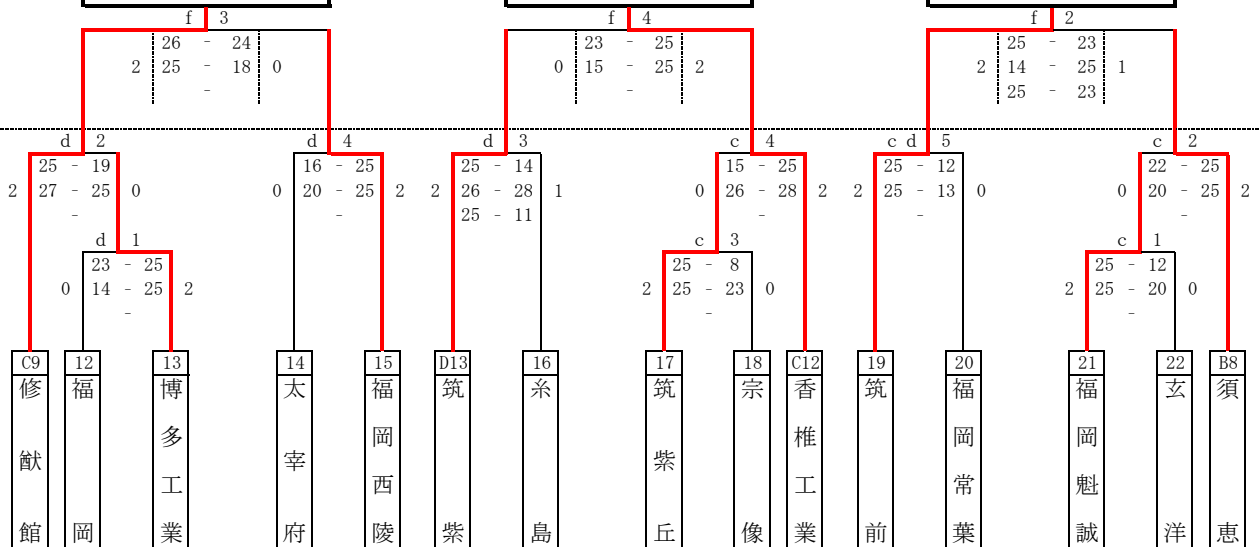 f 3
f 4
f 2
26 - 24
23 - 25
25 - 23
2 25 - 18 0
0 15 - 25 2
2 14 - 25 1
-
-
25 - 23
d 2
d 4
d 3
c 4
c d 5
c 2
25 - 19
16 - 25
25 - 14
15 - 25
25 - 12
22 - 25
2 27 - 25 0
0 20 - 25 2
2 26 - 28 1
0 26 - 28 2
2 25 - 13 0
0 20 - 25 2
-
-
25 - 11
-
-
-
d 1
c 3
c 1
23 - 25
25 - 8
25 - 12
0 14 - 25 2
2 25 - 23 0
2 25 - 20 0
-
-
-
C9
12
13
14
15
D13
16
17
18
C12
19
20
21
22
B8
修猷館
福岡
博多工業
太宰府
福岡西陵
筑紫
糸島
筑紫丘
宗像
香椎工業
筑前
福岡常葉
福岡魁誠
玄洋
須恵